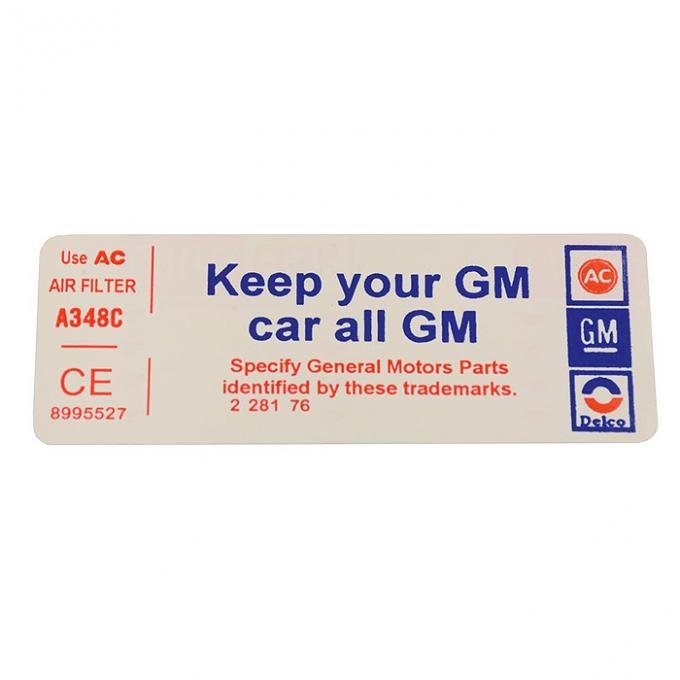 Use AC
AIR FILTER
A348C
CE
8995527
Keep your GM
car all GM
Specify General Motors Parts
identified by these trademarks.
2 281 76
AC
GM
Delco